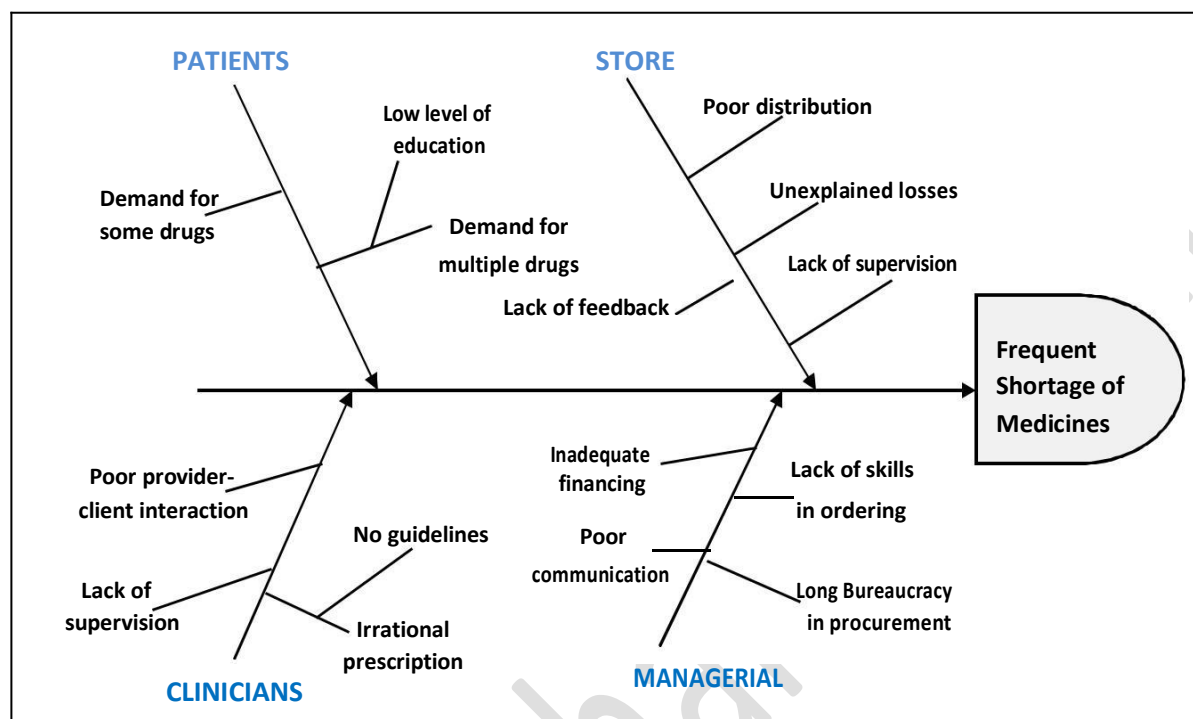 PATIENTS
STORE
Low level of
education
Poor distribution
Demand for
some drugs
Unexplained losses
Demand for
multiple drugs
Lack of supervision
Lack of feedback
Frequent
Shortage of
Medicines
Poor provider-
client interaction
Inadequate
financing
Lack of skills
in ordering
No guidelines
Poor
communication
Lack of
supervision
Long Bureaucracy
in procurement
Irrational
prescription
CLINICIANS
MANAGERIAL